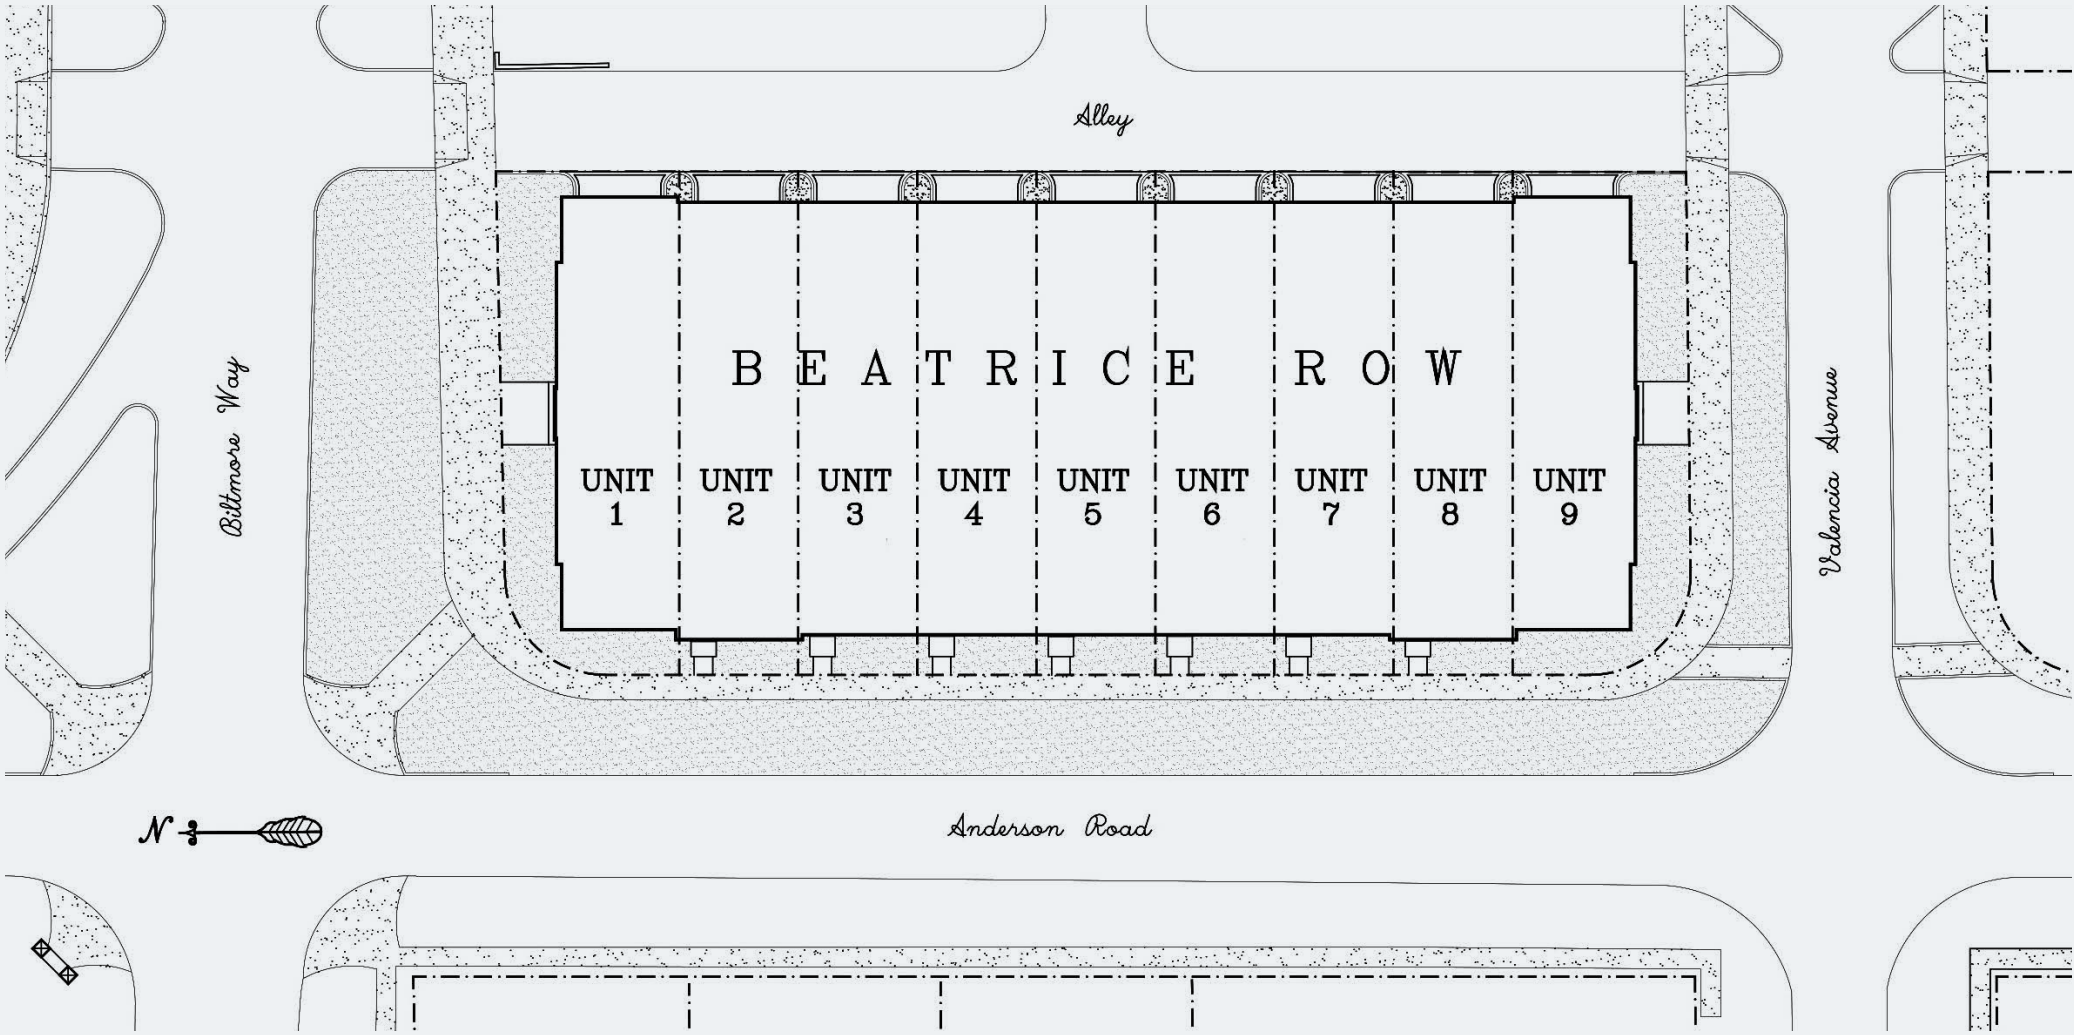 Alley
BEATRICE ROW
Biltmore Way
Valencia Avenue
UNIT
1
UNIT
2
UNIT
3
UNIT
4
UNIT
5
UNIT
6
UNIT
7
UNIT
8
UNIT
9
N
Anderson Road